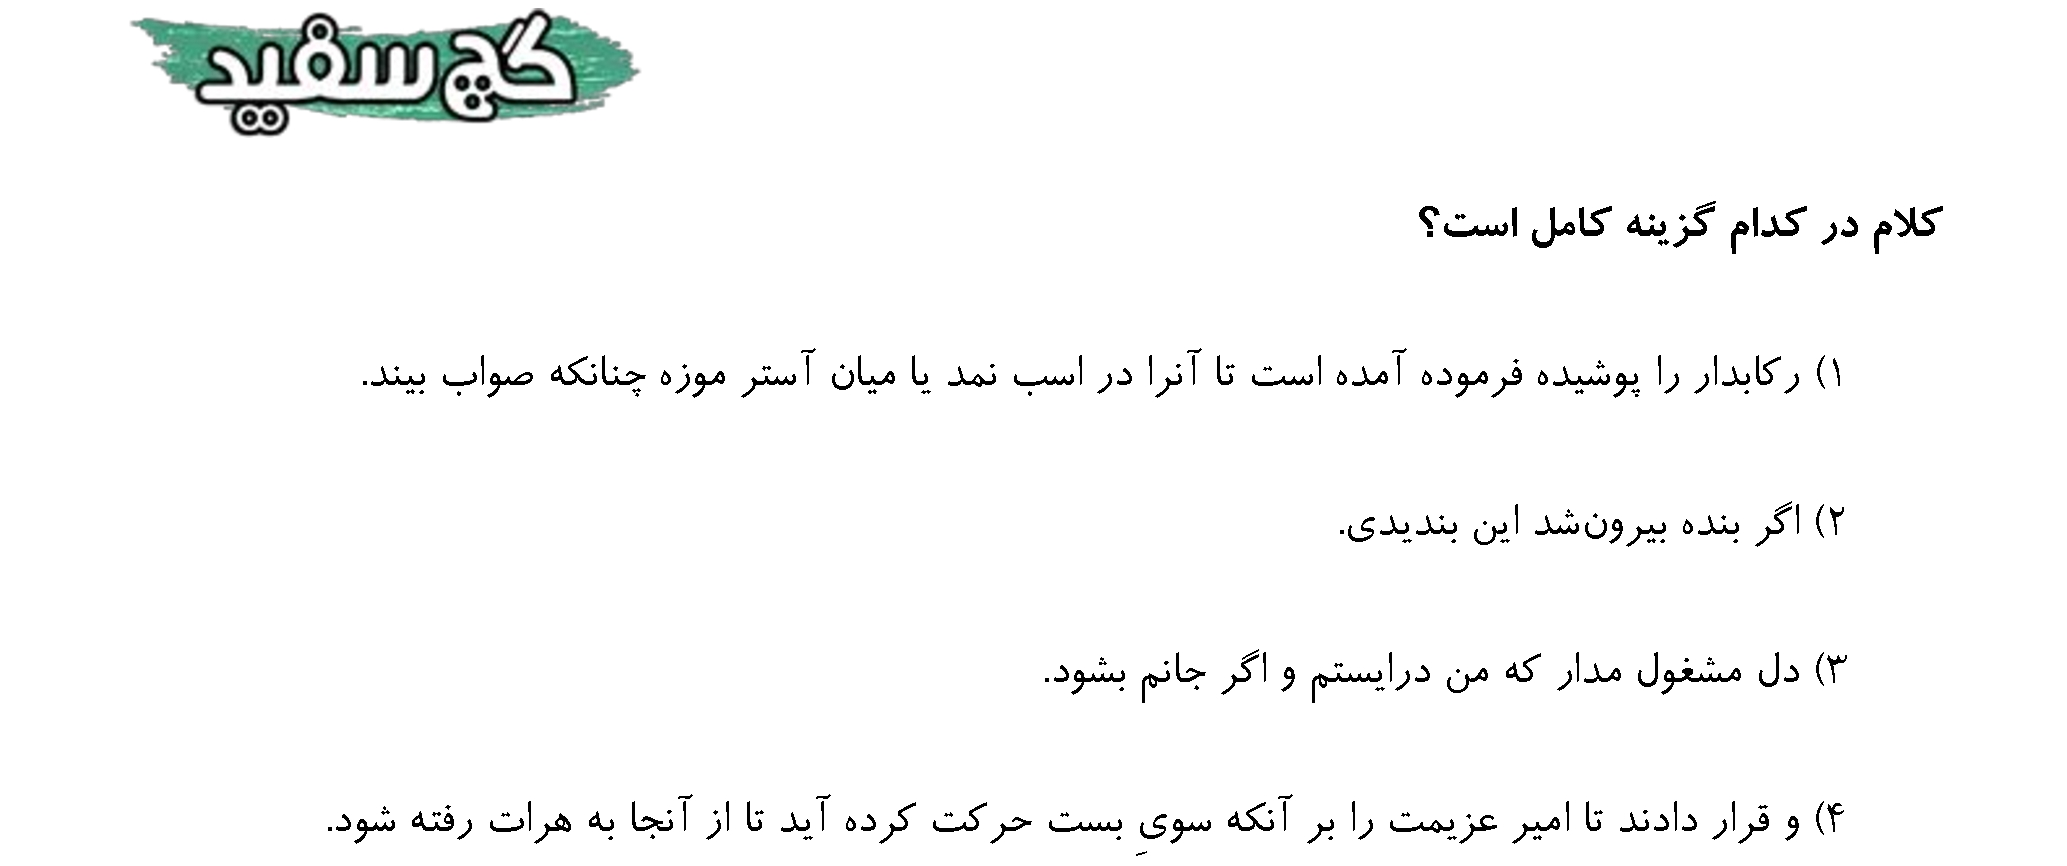 گچ سفید
کلام در کدام گزینه کامل است؟
۱) رکابدار را پوشیده فرموده آمده است تا آنرا در اسب نمد یا میان آستر موزه چنانکه صواب بیند.
۲) اگر بنده بیرون‌شد این بندیدی.
۳) دل مشغول مدار که من درایستم و اگر جانم بشود.
۴) و قرار دادند تا امیر عزیمت را بر آنکه سویِ بست حرکت کرده آید تا از آنجا به هرات رفته شود.